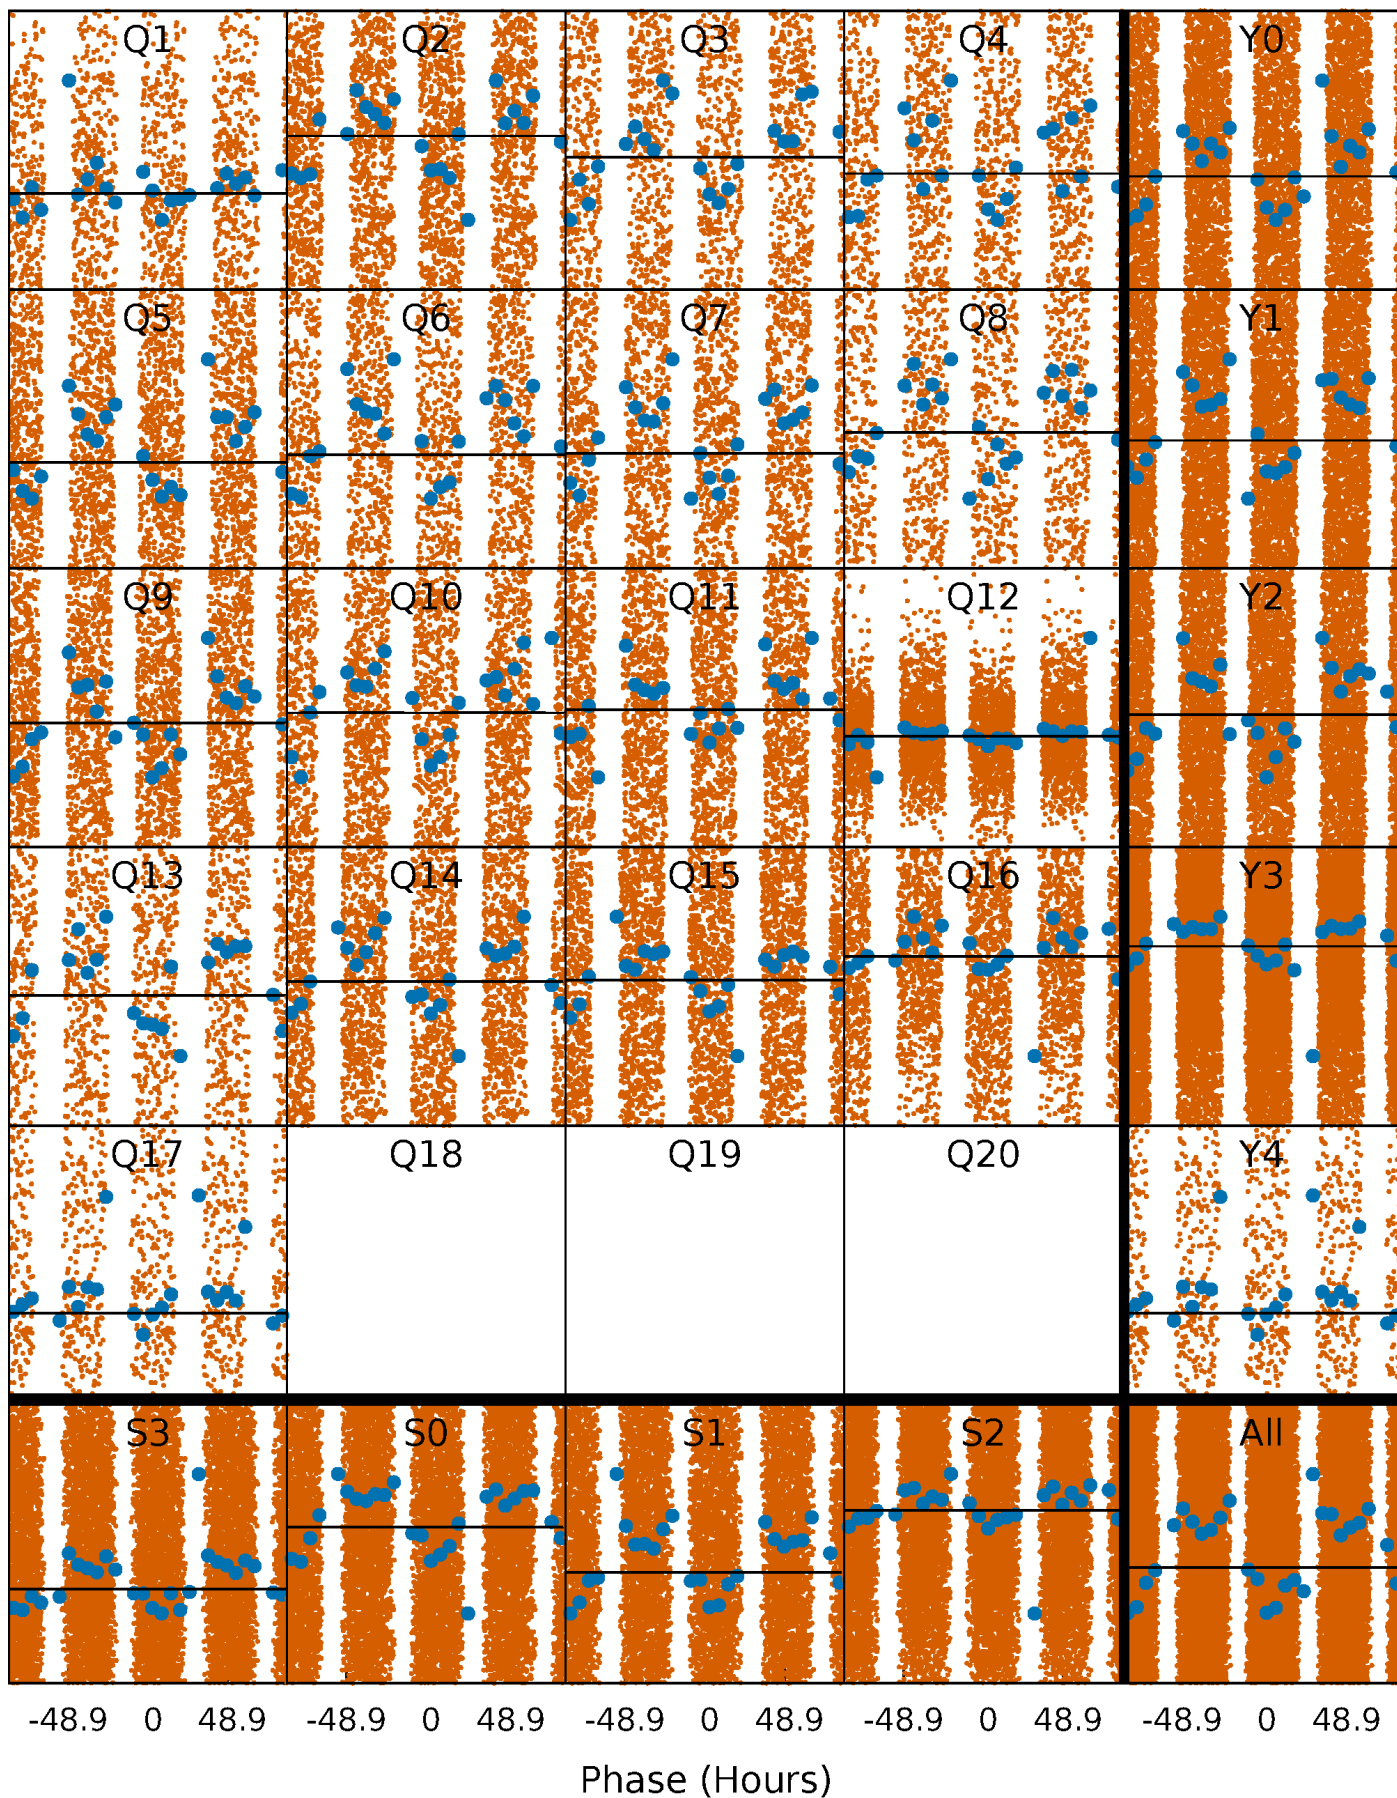 Q1 Q2 Q3 Q4 Y0
Q5 Q6 Q7 Q8 Y1
Q9 Q10 Q11 Q12 Y2
Q13 Q14 Q15 Q16 Y3
Q17 Q18 Q19 Q20 Y4
S3 S0 S1 S2 All
-48.9 0 48.9 -48.9 0 48.9 -48.9 0 48.9 -48.9 0 48.9 -48.9 0 48.9
Phase (Hours)